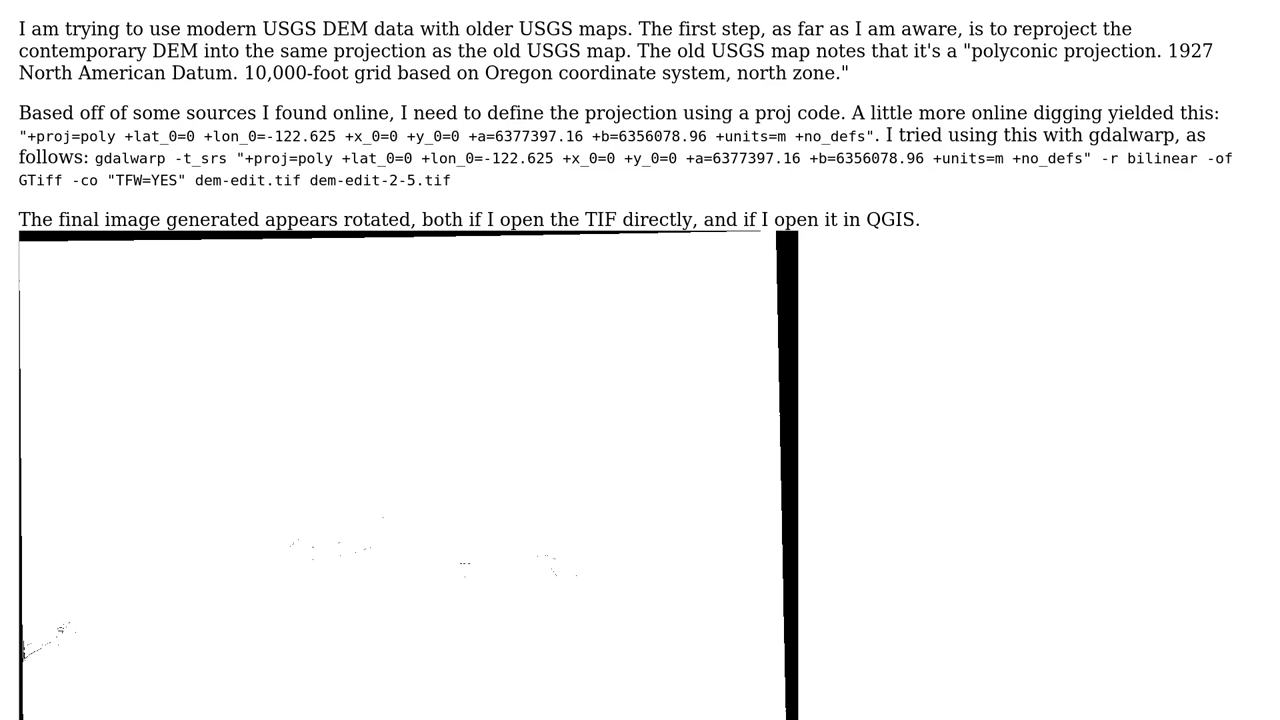 I am trying to use modern USGS DEM data with older USGS maps. The first step, as far as I am aware, is to reproject the
contemporary DEM into the same projection as the old USGS map. The old USGS map notes that it's a "polyconic projection. 1927
North American Datum. 10,000-foot grid based on Oregon coordinate system, north zone."
Based off of some sources I found online, I need to define the projection using a proj code. A little more online digging yielded this:
"+proj=poly +lat_0=0 +lon_0=-122.625 +x_0=0 +y_0=0 +a=6377397.16 +b=6356078.96 +units=m +no_defs". I tried using this with gdalwarp, as
follows: gdalwarp -t_srs "+proj=poly +lat_0=0 +lon_0=-122.625 +x_0=0 +y_0=0 +a=6377397.16 +b=6356078.96 +units=m +no_defs" -r bilinear -of
GTiff -co "TFW=YES" dem-edit.tif dem-edit-2-5.tif
The final image generated appears rotated, both if I open the TIF directly, and if I open it in QGIS.